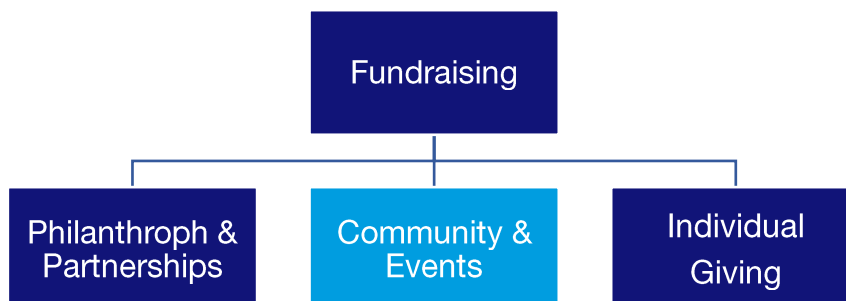 Fundraising
Philanthroph &
Partnerships
Community &
Events
Individual
Giving